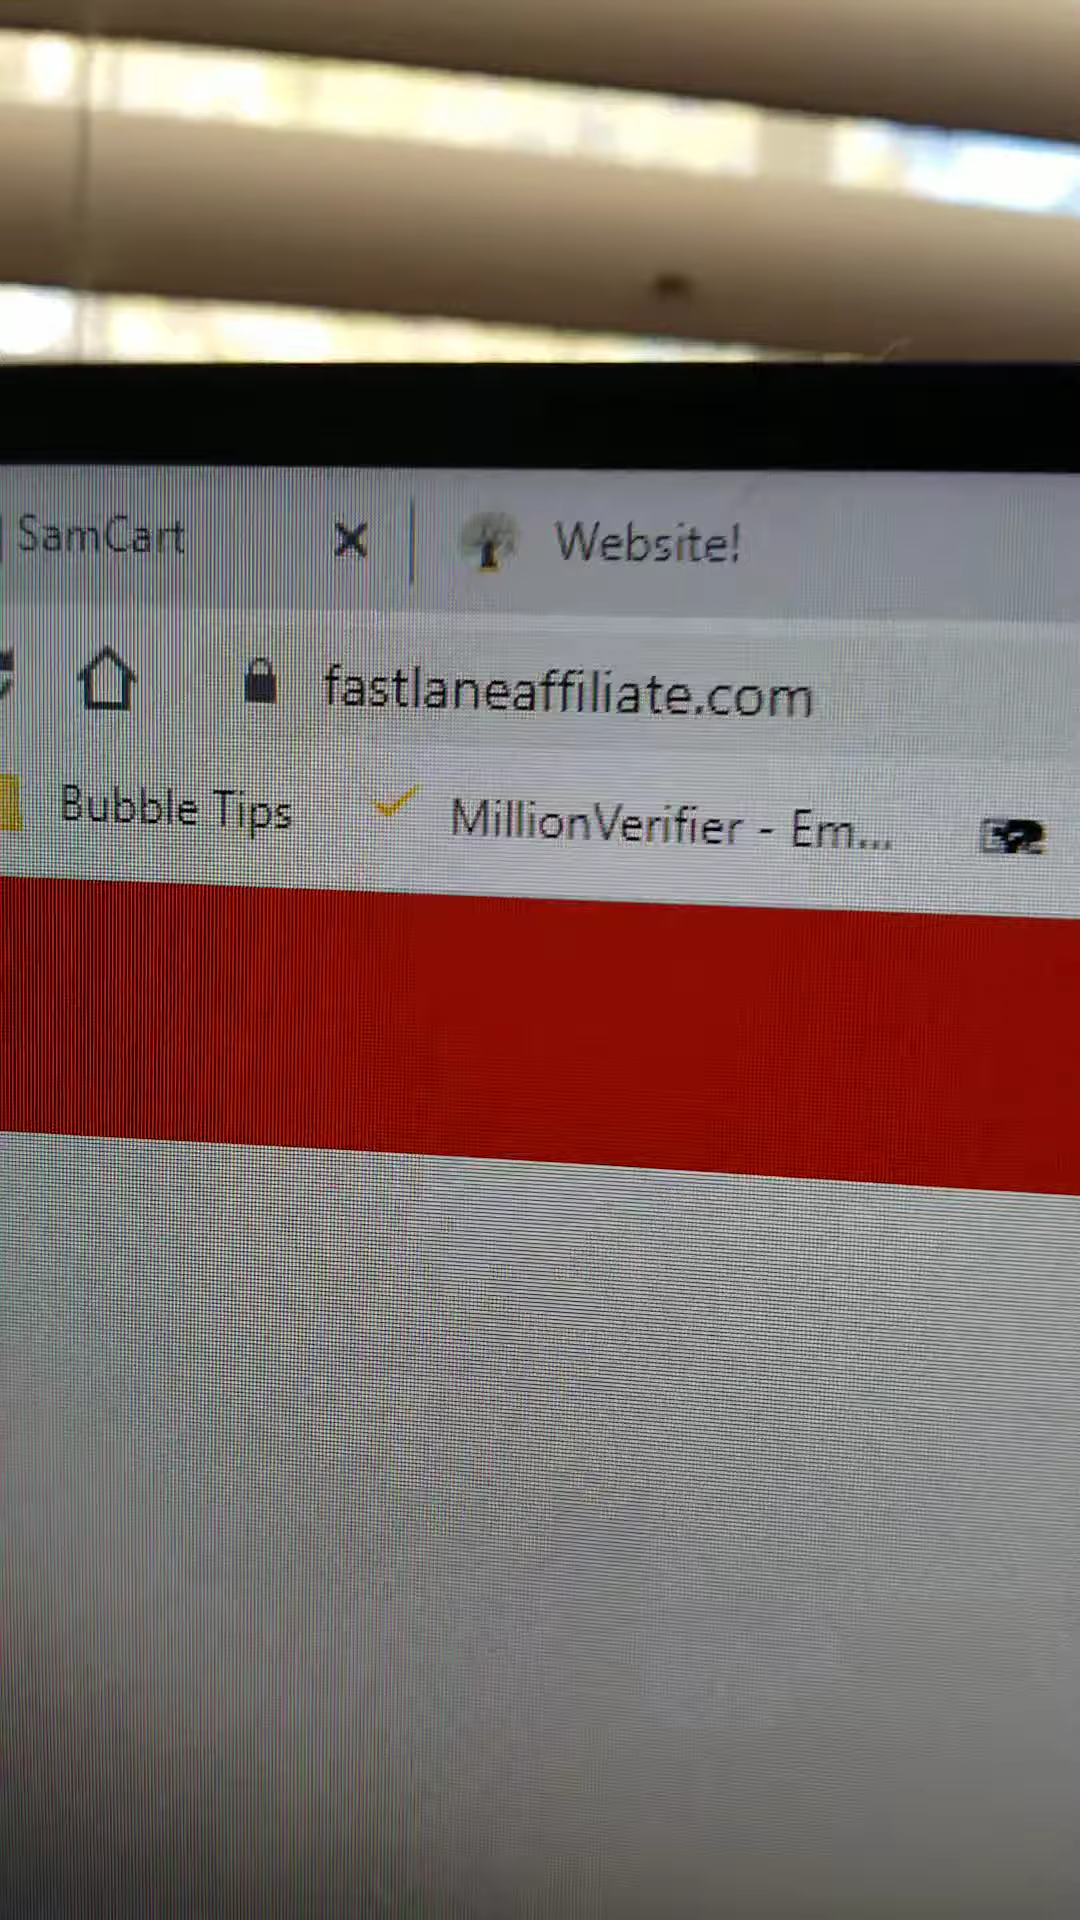 SamCart
Website!
fastlaneaffiliate.com
Bubble Tips
MillionVerifier - Em...